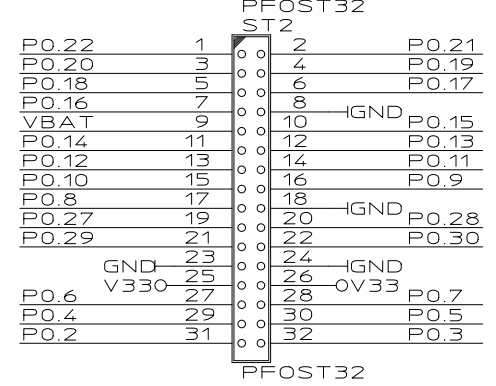 PFOST32
ST2
P0.22 1 2 P0.21
P0.20 3 4 P0.19
P0.18 5 6 P0.17
P0.16 7 8 GND
VBAT 9 10 P0.15
P0.14 11 12 P0.13
P0.12 13 14 P0.11
P0.10 15 16 P0.9
P0.8 17 18 GND
P0.27 19 20 P0.28
P0.29 21 22 P0.30
GND 23 24 GND
V33 25 26 V33
P0.6 27 28 P0.7
P0.4 29 30 P0.5
P0.2 31 32 P0.3
PFOST32